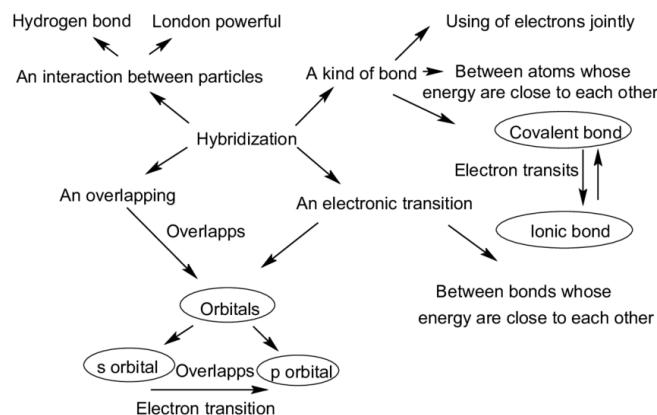 Hydrogen bond
London powerful
Using of electrons jointly
An interaction between particles
A kind of bond
Between atoms whose
energy are close to each other
Hybridization
Covalent bond
Electron transits
An overlapping
An electronic transition
Overlapps
Ionic bond
Orbitals
Between bonds whose
energy are close to each other
s orbital
Overlapps
p orbital
Electron transition